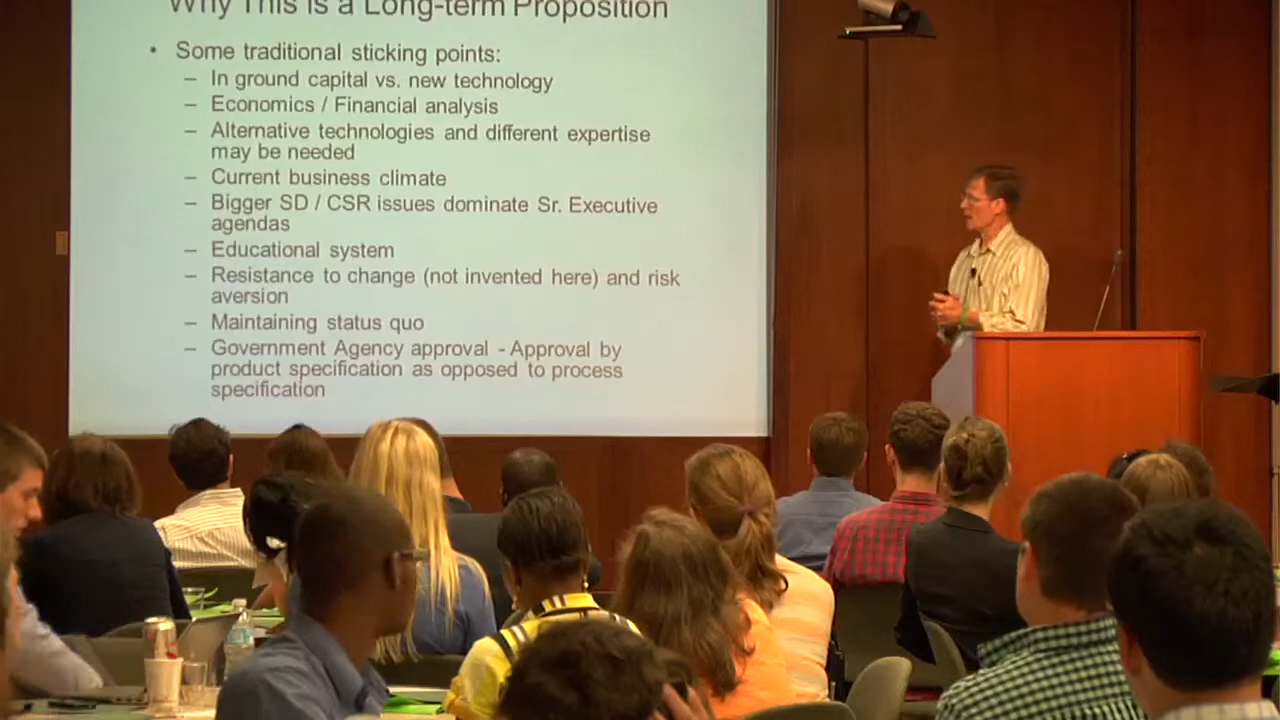 Why This is a Long-term Proposition
• Some traditional sticking points:
– In ground capital vs. new technology
– Economics / Financial analysis
– Alternative technologies and different expertise
may be needed
– Current business climate
– Bigger SD / CSR issues dominate Sr. Executive
agendas
– Educational system
– Resistance to change (not invented here) and risk
aversion
– Maintaining status quo
– Government Agency approval - Approval by
product specification as opposed to process
specification